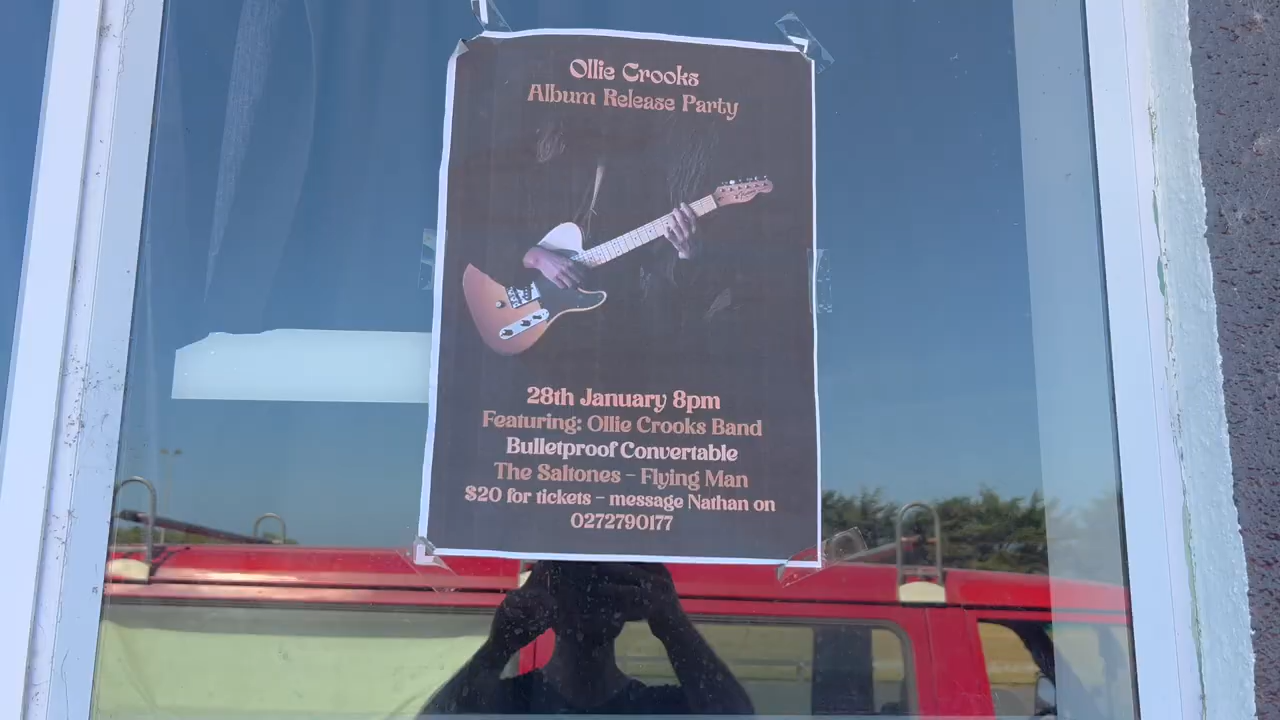 Ollie Crooks
Album Release Party
28th January 8pm
Featuring: Ollie Crooks Band
Bulletproof Convertable
The Saltones - Flying Man
$20 for tickets - message Nathan on
0272790177